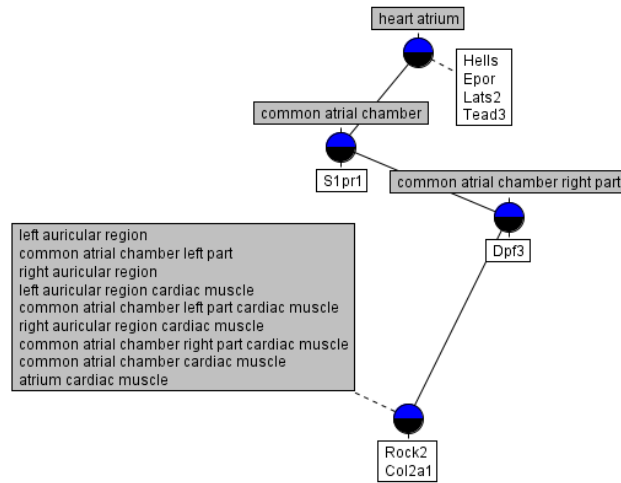 heart atrium
Hells
Epor
Lats2
Tead3
common atrial chamber
S1pr1
common atrial chamber right part
Dpf3
left auricular region
common atrial chamber left part
right auricular region
left auricular region cardiac muscle
common atrial chamber left part cardiac muscle
right auricular region cardiac muscle
common atrial chamber right part cardiac muscle
common atrial chamber cardiac muscle
atrium cardiac muscle
Rock2
Col2a1